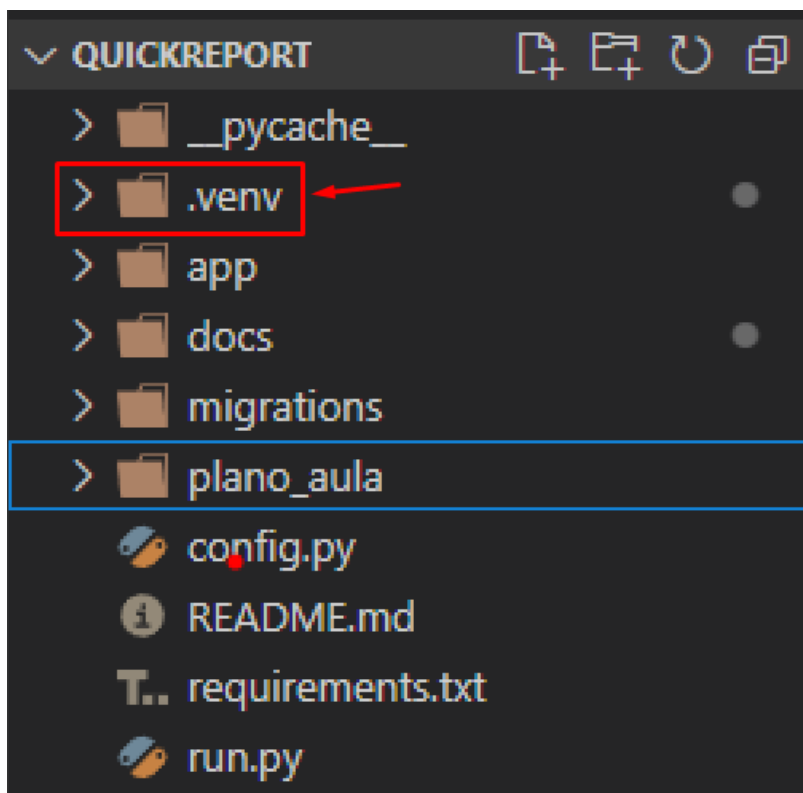 QUICKREPORT
__pycache__
.venv
app
docs
migrations
plano_aula
config.py
README.md
T.. requirements.txt
run.py